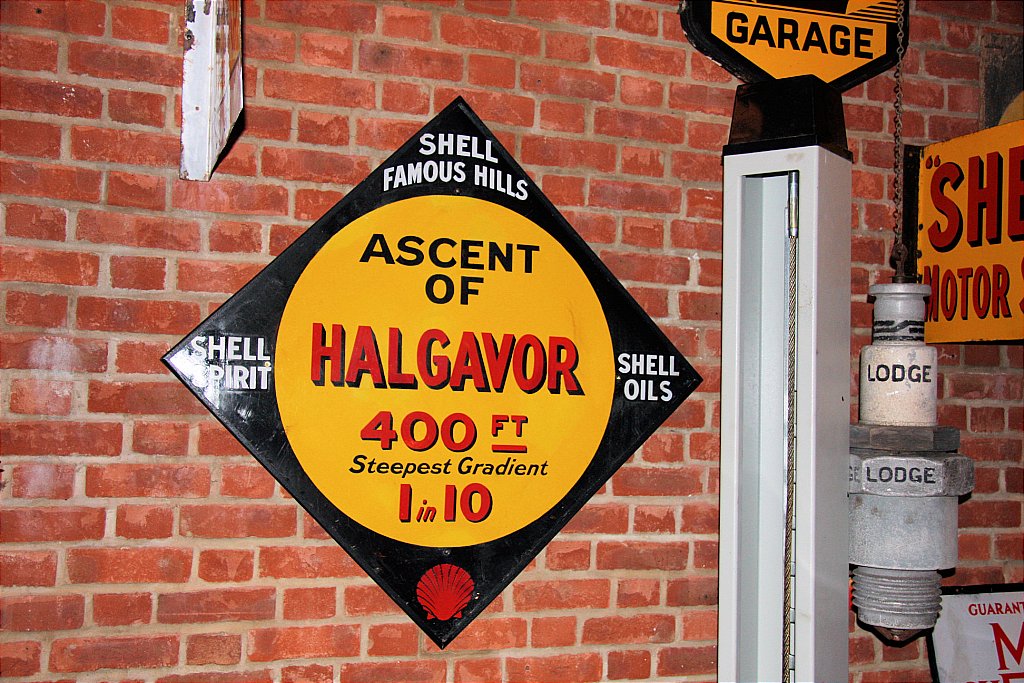 SHELL
FAMOUS HILLS
ASCENT
OF
HALGAVOR
400 FT
Steepest Gradient
1 in 10
SHELL
SPIRIT
SHELL
OILS
GARAGE
"SHE
MOTOR S
LODGE
LODGE
GUARANT
M